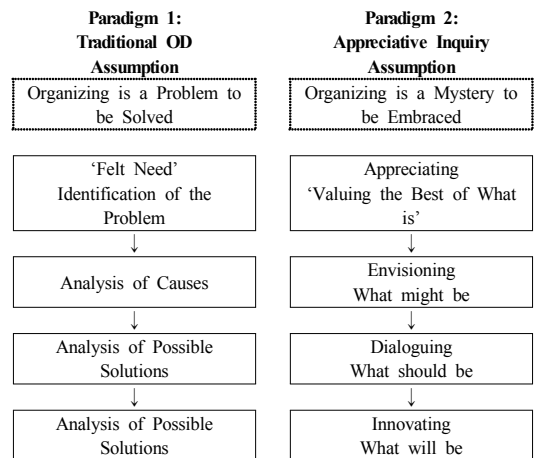 Paradigm 1:
Traditional OD
Assumption
Organizing is a Problem to
be Solved
'Felt Need'
Identification of the
Problem
↓
Analysis of Causes
↓
Analysis of Possible
Solutions
↓
Analysis of Possible
Solutions
Paradigm 2:
Appreciative Inquiry
Assumption
Organizing is a Mystery to
be Embraced
Appreciating
'Valuing the Best of What
is'
↓
Envisioning
What might be
↓
Dialoguing
What should be
↓
Innovating
What will be